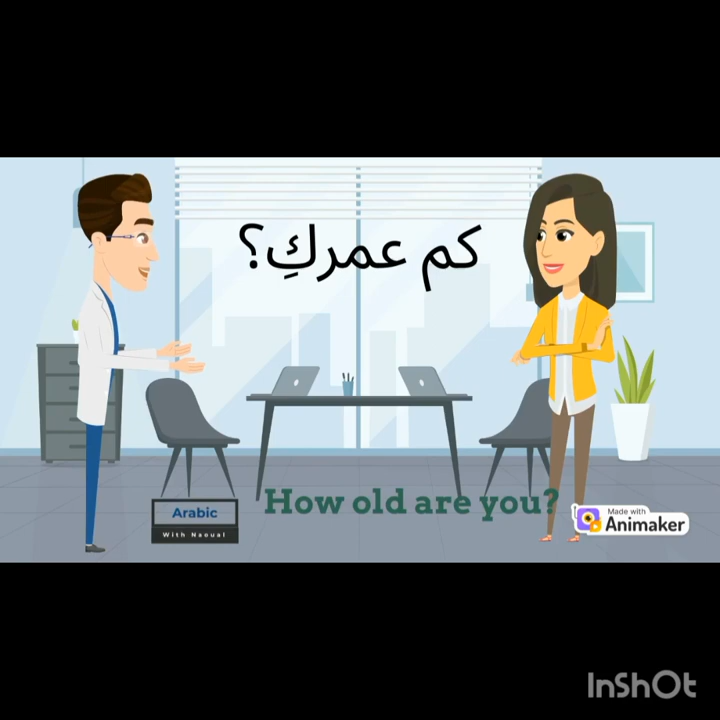 كم عمركِ؟
How old are you?
Arabic
With Naoual
Made with
Animaker
InShOt